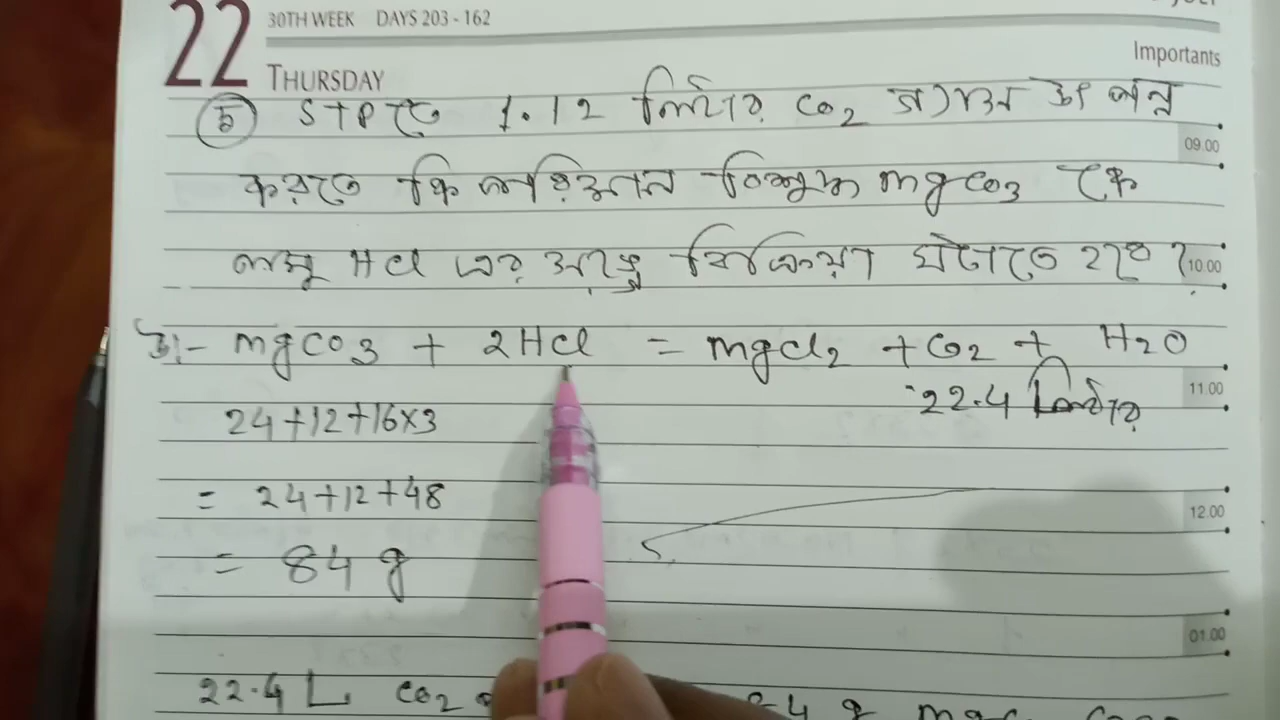 22 30TH WEEK DAYS 203 - 162
THURSDAY
Importants
চ STP তে 1.12 লিটার CO2 গ্যাস উৎপন্ন
09.00
করতে কি পরিমান বিশুদ্ধ mgco3 কে
লঘু HCl এর সঙ্গে বিক্রিয়া ঘটাতে হবে ?
10.00
উ:- mgco3 + 2HCl = mgcl2 + CO2 + H2O
22.4 লিটার
11.00
24+12+16×3
= 24+12+48
12.00
= 84 g
01.00
22.4 L CO2 84 g